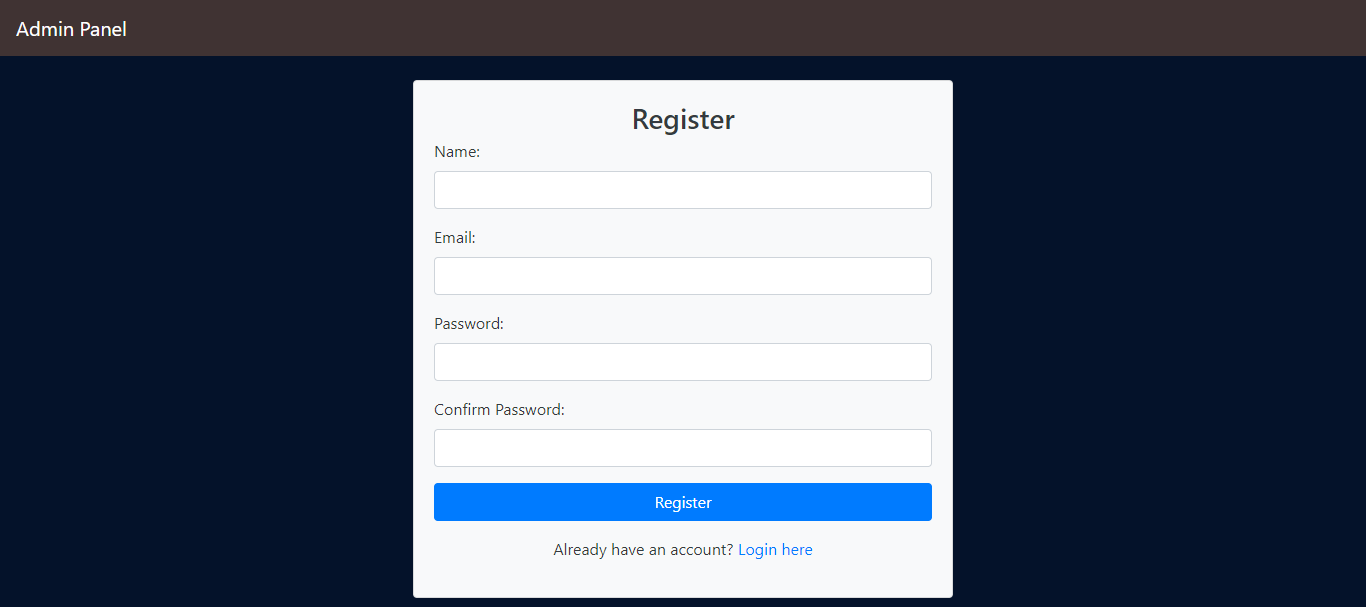 Admin Panel
Register
Name:
Email:
Password:
Confirm Password:
Register
Already have an account? Login here